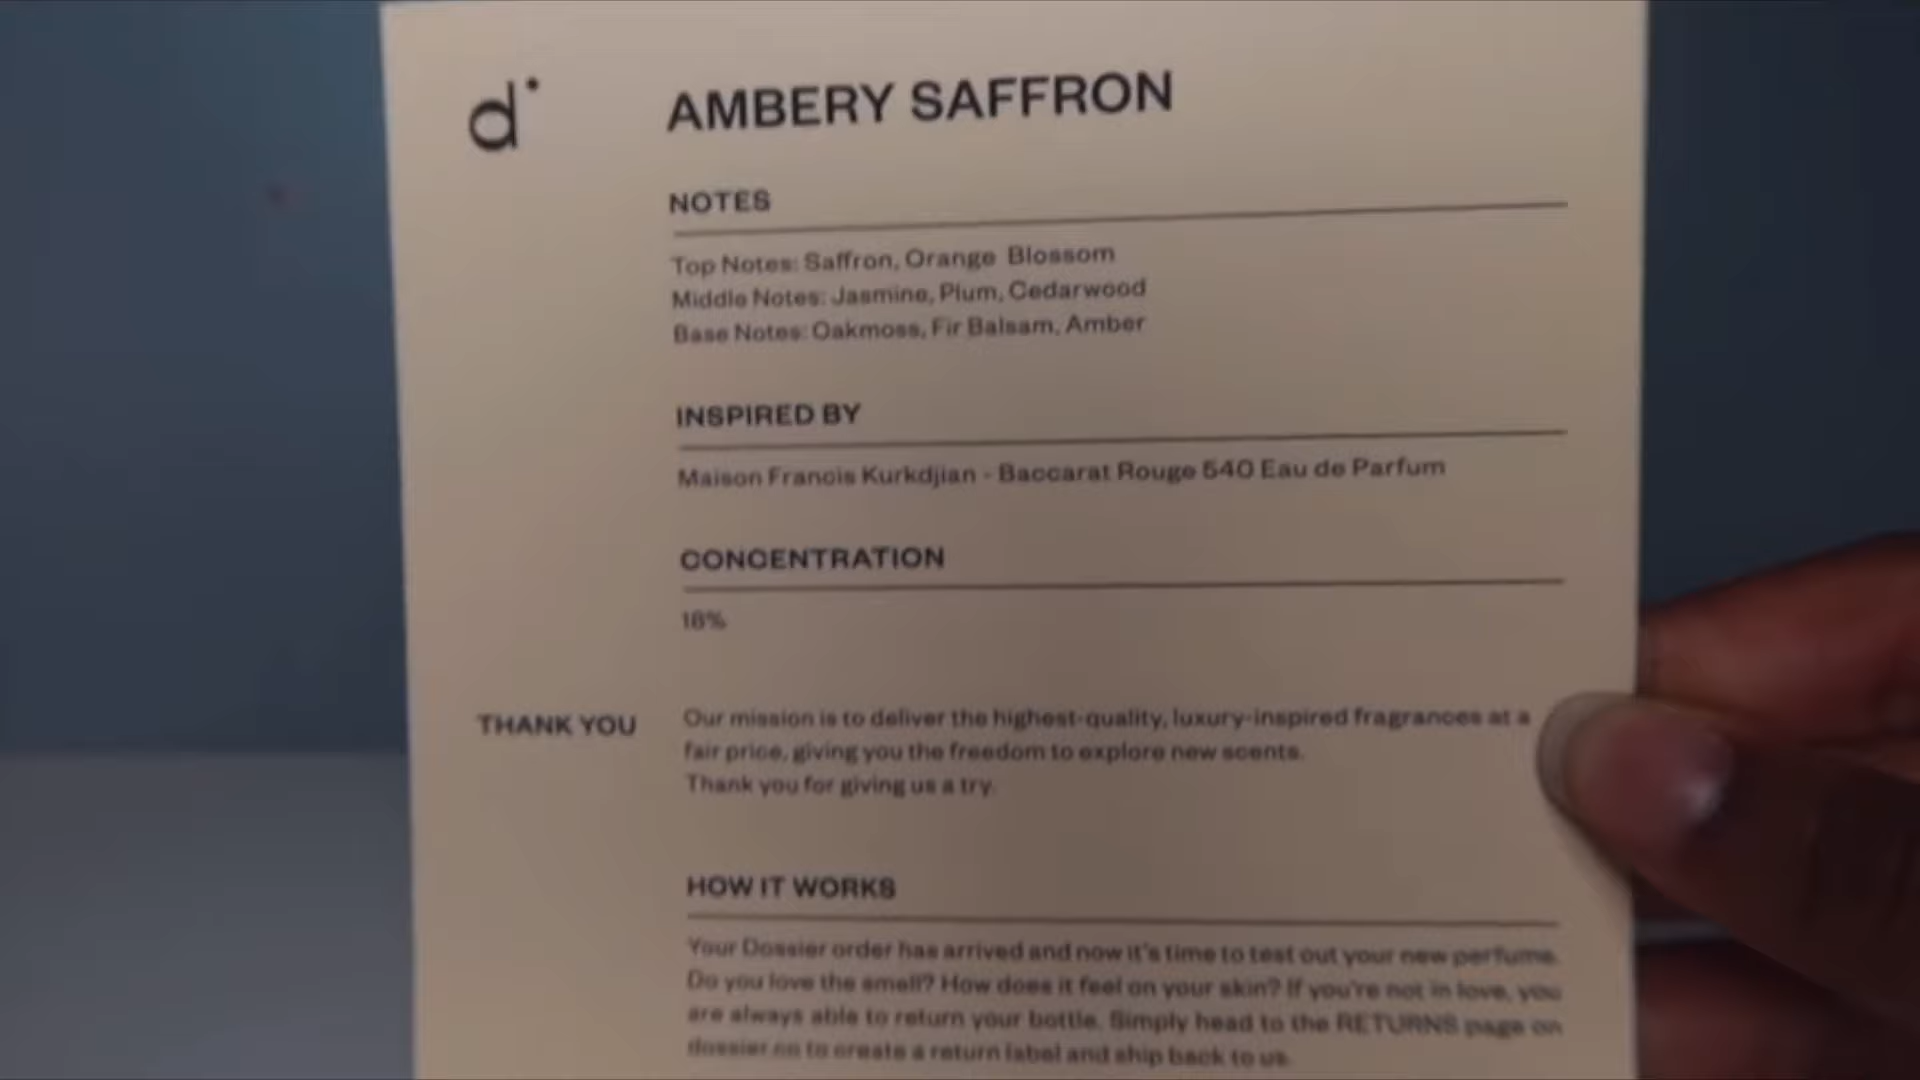 d·
AMBERY SAFFRON
NOTES
Top Notes: Saffron, Orange Blossom
Middle Notes: Jasmine, Plum, Cedarwood
Base Notes: Oakmoss, Fir Balsam, Amber
INSPIRED BY
Maison Francis Kurkdjian - Baccarat Rouge 540 Eau de Parfum
CONCENTRATION
18%
THANK YOU
Our mission is to deliver the highest-quality, luxury-inspired fragrances at a
fair price, giving you the freedom to explore new scents.
Thank you for giving us a try.
HOW IT WORKS
Your Dossier order has arrived and now it's time to test out your new perfume.
Do you love the smell? How does it feel on your skin? If you're not in love, you
are always able to return your bottle. Simply head to the RETURNS page on
dossier.co to create a return label and ship back to us.